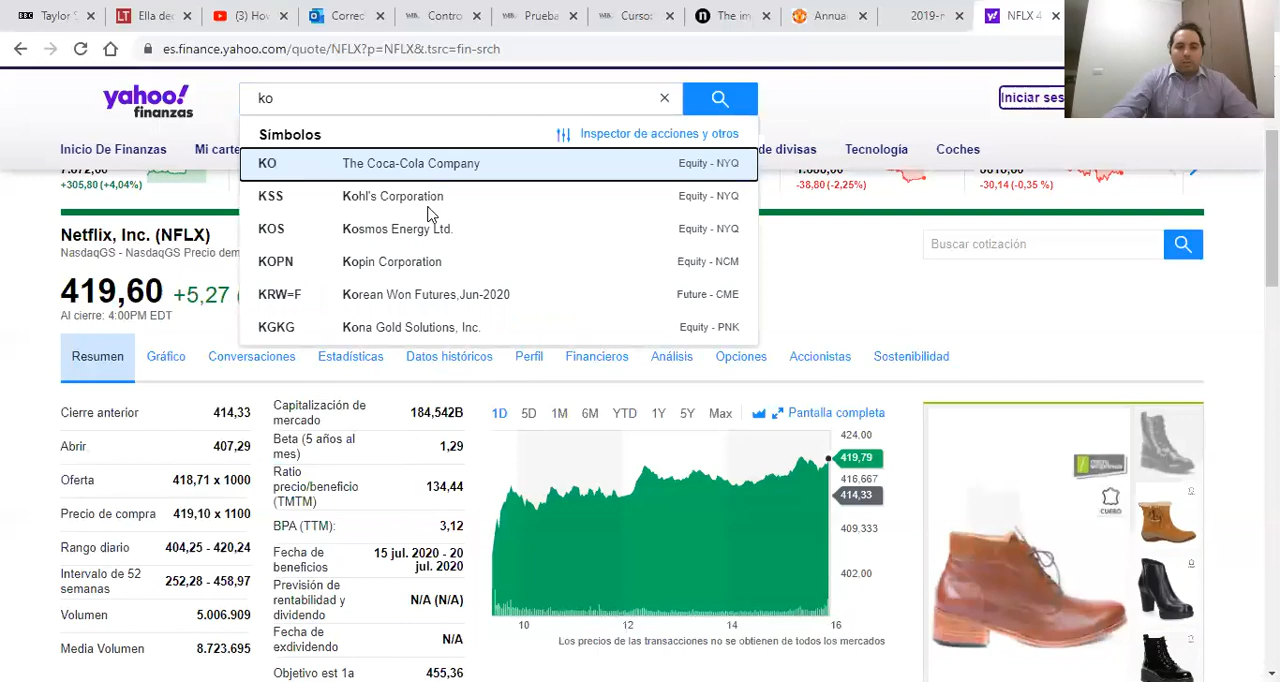 BBC Taylor S
LT Ella dec
(3) How
Correc
Contro
Prueba
Curso:
n The im
Annua
2019-n
NFLX 4
es.finance.yahoo.com/quote/NFLX?p=NFLX&.tsrc=fin-srch
yahoo!
finanzas
ko
Iniciar ses
Símbolos
Inspector de acciones y otros
Inicio De Finanzas Mi carte de divisas Tecnología Coches
KO The Coca-Cola Company Equity - NYQ
KSS Kohl's Corporation Equity - NYQ
KOS Kosmos Energy Ltd. Equity - NYQ
KOPN Kopin Corporation Equity - NCM
KRW=F Korean Won Futures,Jun-2020 Future - CME
KGKG Kona Gold Solutions, Inc. Equity - PNK
+305,80 (+4,04%)
-38,80 (-2,25%)
-30,14 (-0,35 %)
Netflix, Inc. (NFLX)
NasdaqGS - NasdaqGS Precio dem
Buscar cotización
419,60 +5,27 (
Al cierre: 4:00PM EDT
Resumen Gráfico Conversaciones Estadísticas Datos históricos Perfil Financieros Análisis Opciones Accionistas Sostenibilidad
Cierre anterior 414,33
Abrir 407,29
Oferta 418,71 x 1000
Precio de compra 419,10 x 1100
Rango diario 404,25 - 420,24
Intervalo de 52
semanas 252,28 - 458,97
Volumen 5.006.909
Media Volumen 8.723.695
Capitalización de
mercado 184,542B
Beta (5 años al
mes) 1,29
Ratio
precio/beneficio
(TMTM) 134,44
BPA (TTM): 3,12
Fecha de
beneficios 15 jul. 2020 - 20
jul. 2020
Previsión de
rentabilidad y
dividendo N/A (N/A)
Fecha de
exdividendo N/A
Objetivo est 1a 458,36
1D 5D 1M 6M YTD 1Y 5Y Max Pantalla completa
424,00
419,79
416,667
414,33
409,333
402,00
10 12 14 16
Los precios de las transacciones no se obtienen de todos los mercados
CUERO